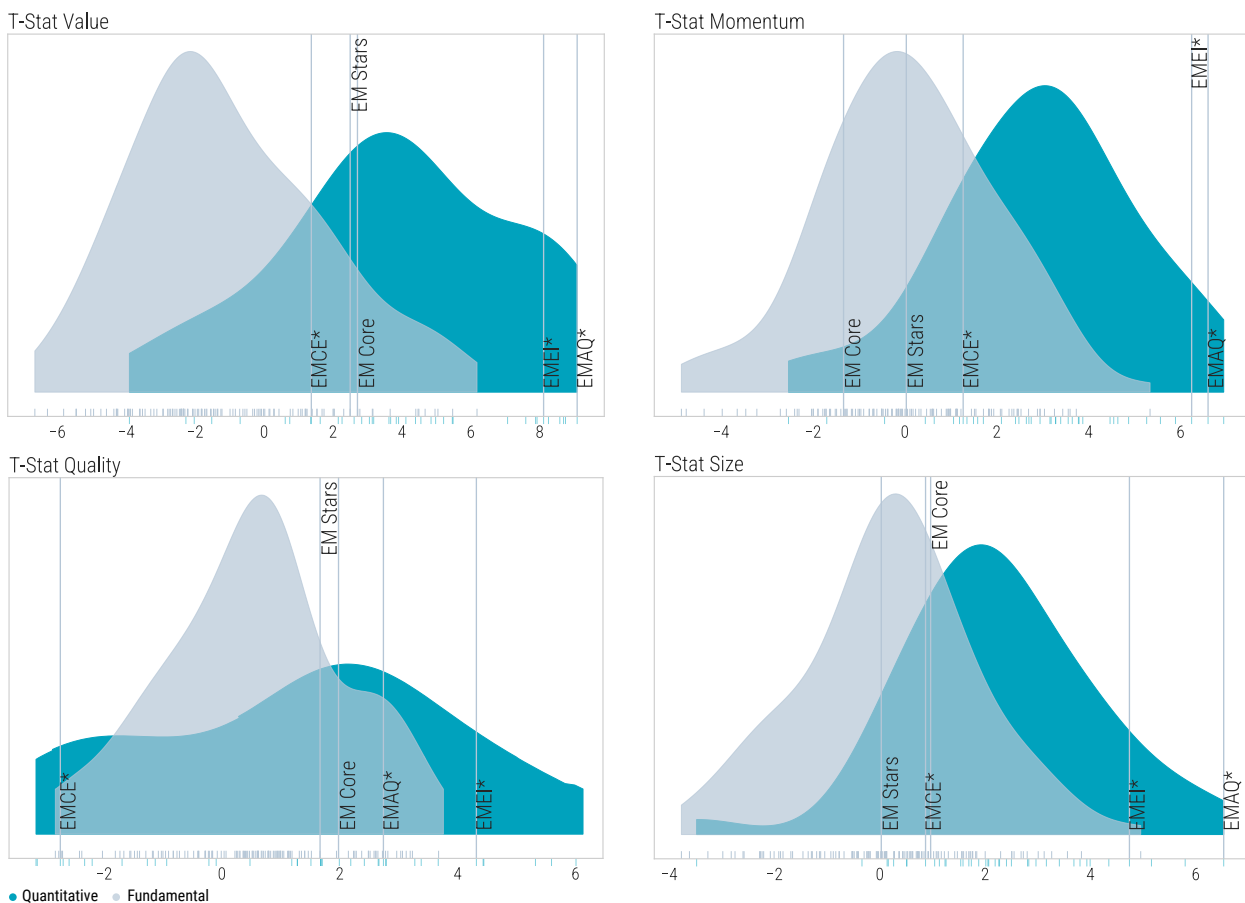 T-Stat Value
EM Stars
EMCE*
EM Core
EMEI*
EMAQ*
−6 −4 −2 0 2 4 6 8
T-Stat Momentum
EMEI*
EM Core
EM Stars
EMCE*
EMAQ*
−4 −2 0 2 4 6
T-Stat Quality
EM Stars
EMCE*
EM Core
EMAQ*
EMEI*
−2 0 2 4 6
T-Stat Size
EM Core
EM Stars
EMCE*
EMEI*
EMAQ*
−4 −2 0 2 4 6
Quantitative Fundamental